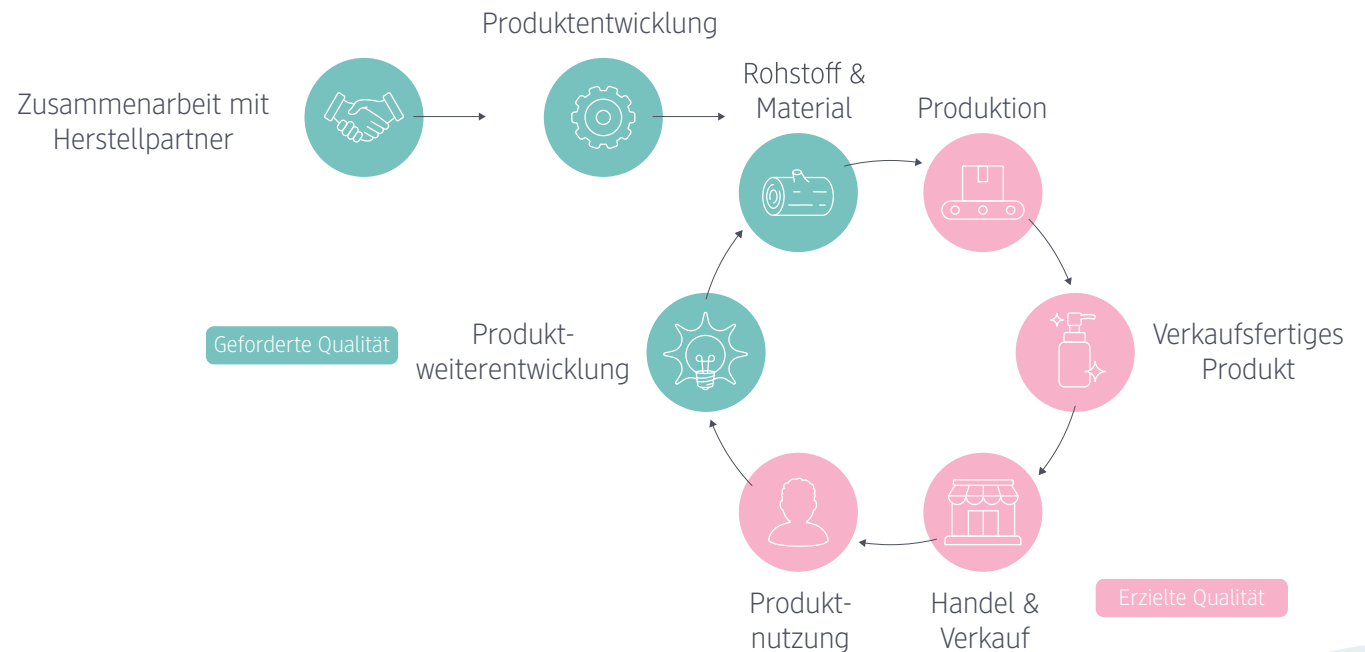 Produktentwicklung
Zusammenarbeit mit
Herstellpartner
Rohstoff &
Material
Produktion
Geforderte Qualität
Produkt-
weiterentwicklung
Verkaufsfertiges
Produkt
Produkt-
nutzung
Handel &
Verkauf
Erzielte Qualität